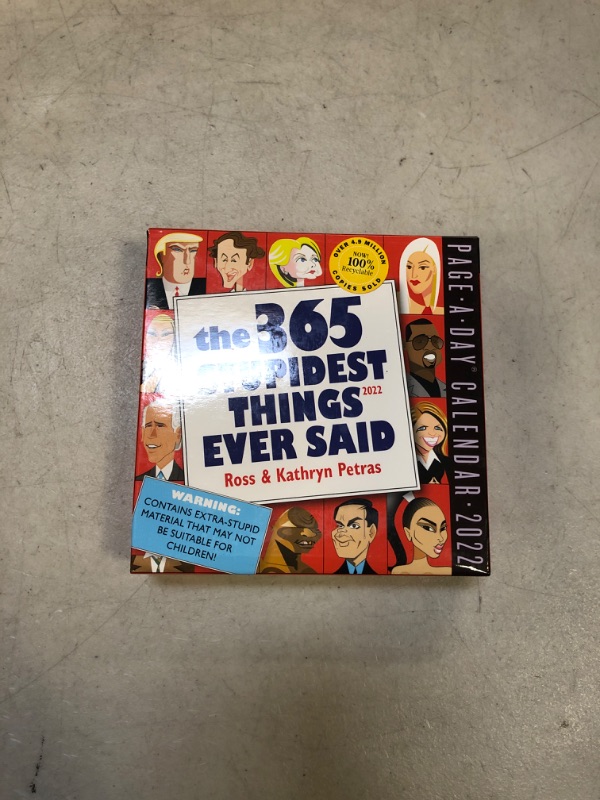 OVER 4.9 MILLION
NOW!
100%
Recyclable
COPIES SOLD
the 365
STUPIDEST
THINGS
2022
EVER SAID
Ross & Kathryn Petras
WARNING:
CONTAINS EXTRA-STUPID
MATERIAL THAT MAY NOT
BE SUITABLE FOR
CHILDREN!
PAGE·A·DAY® CALENDAR·2022